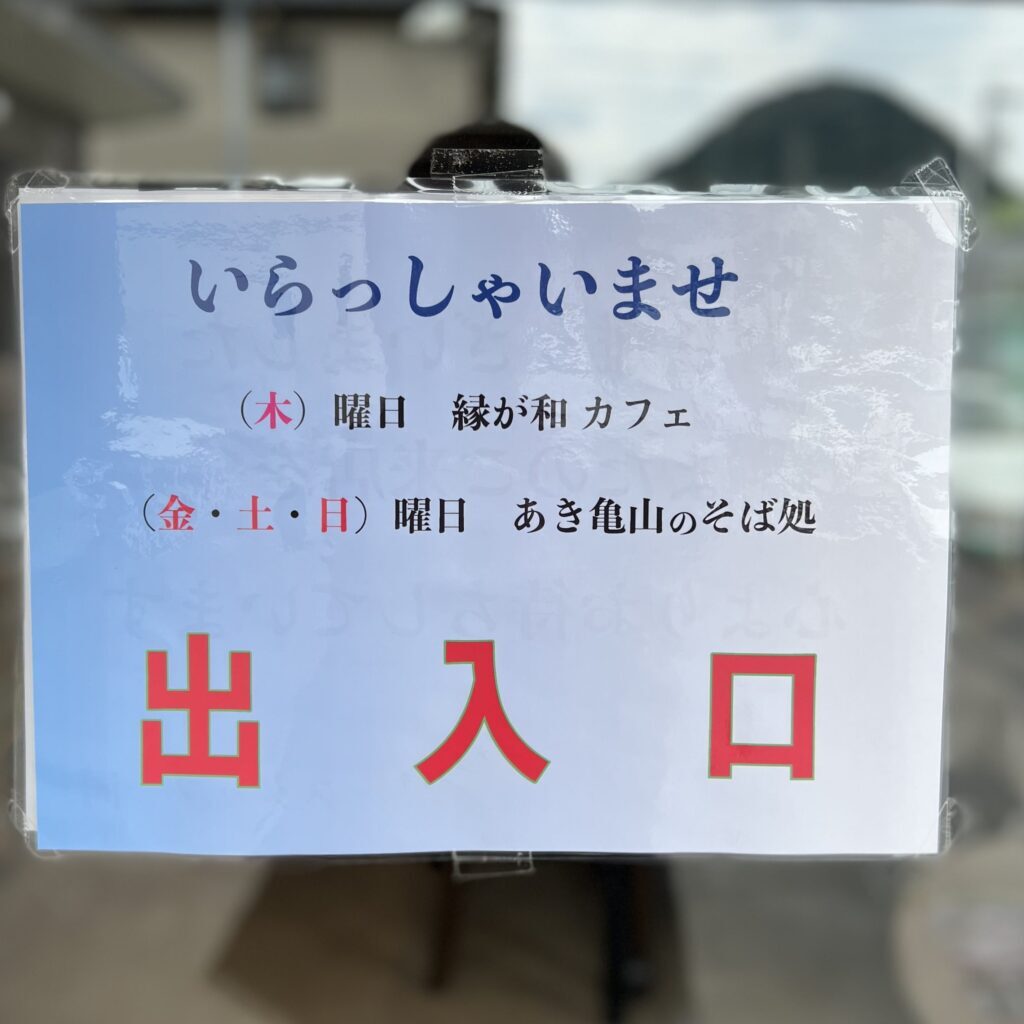 いらっしゃいませ
（木）曜日　縁が和 カフェ
（金・土・日）曜日　あき亀山のそば処
出　入　口